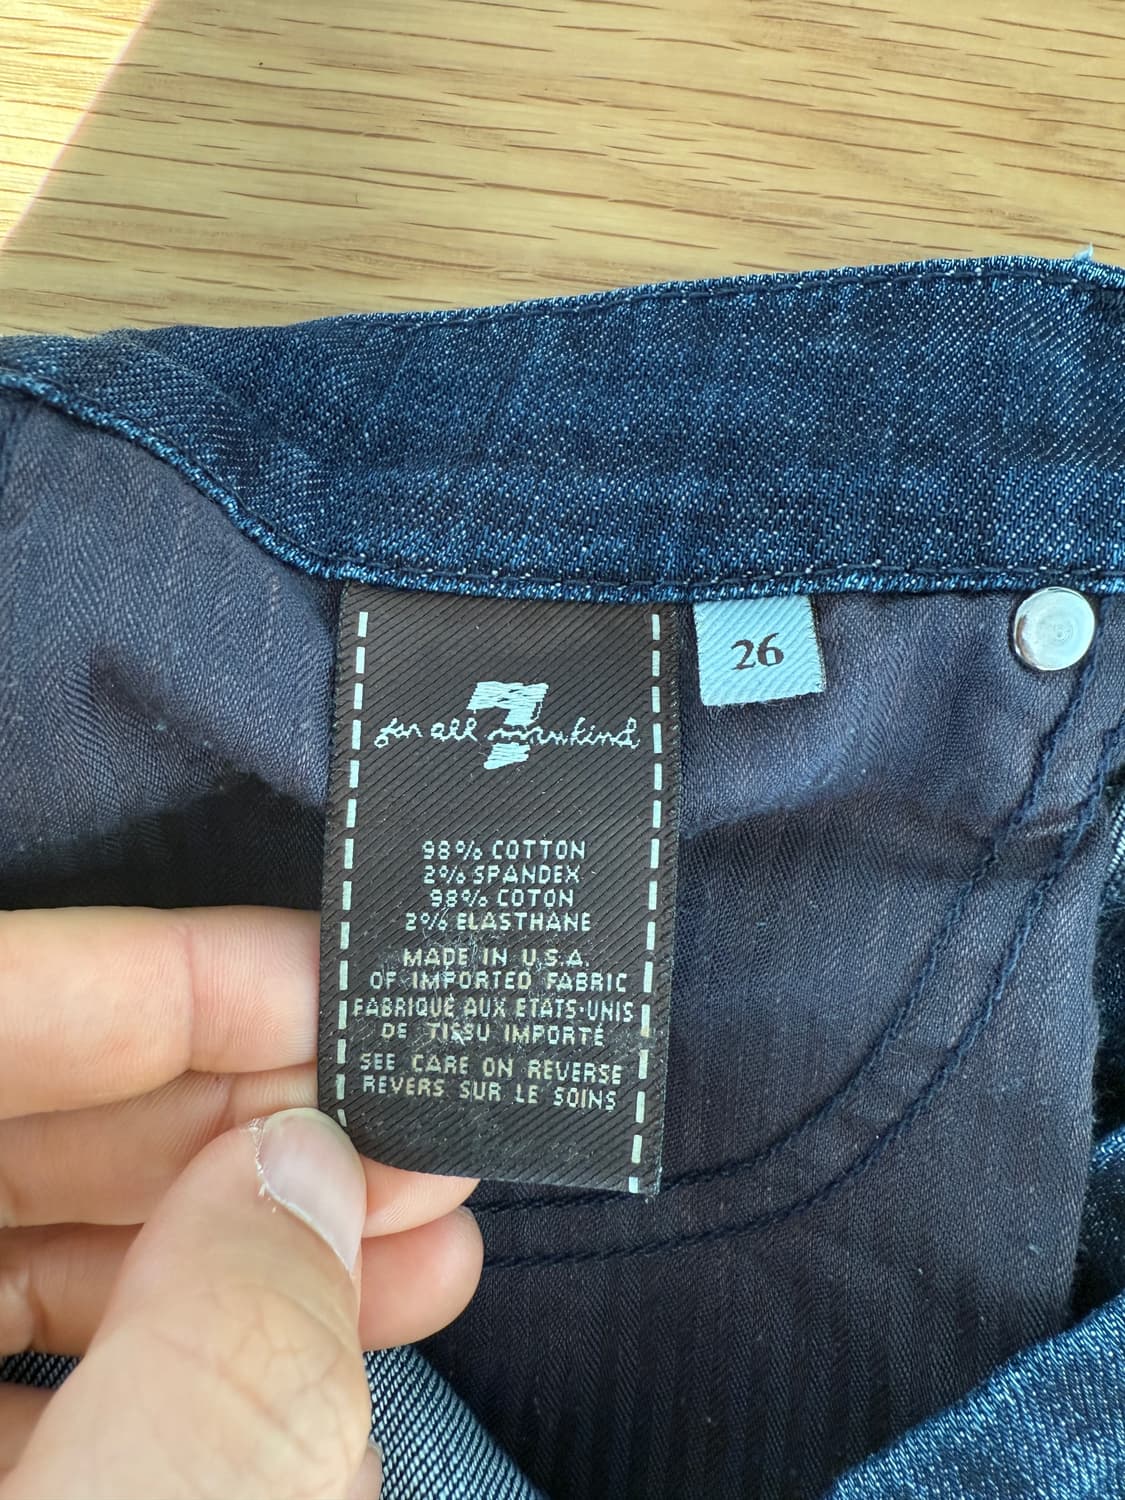 7
for all mankind
26
98% COTTON
2% SPANDEX
98% COTON
2% ELASTHANE
MADE IN U.S.A.
OF IMPORTED FABRIC
FABRIQUÉ AUX ETATS-UNIS
DE TISSU IMPORTÉ
SEE CARE ON REVERSE
REVERS SUR LE SOINS